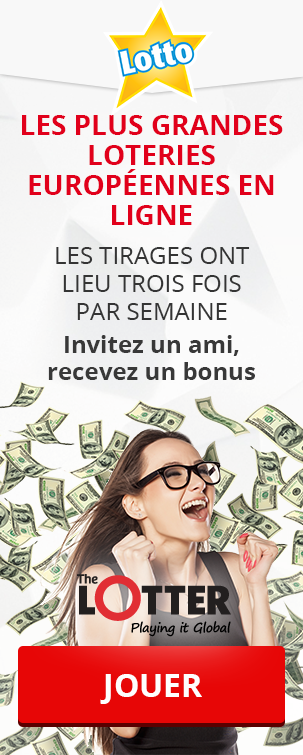 Lotto
LES PLUS GRANDES
LOTERIES
EUROPÉENNES EN
LIGNE
LES TIRAGES ONT
LIEU TROIS FOIS
PAR SEMAINE
Invitez un ami,
recevez un bonus
The
LOTTER
Playing it Global
JOUER